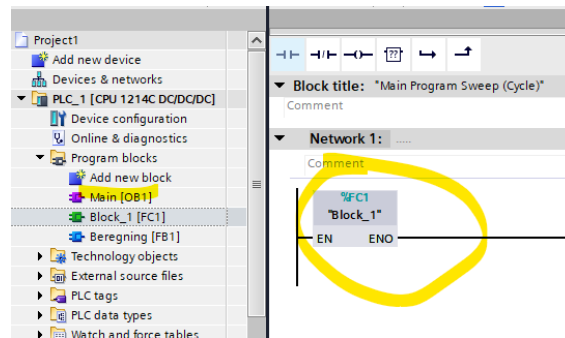 Project1
Add new device
Devices & networks
PLC_1 [CPU 1214C DC/DC/DC]
Device configuration
Online & diagnostics
Program blocks
Add new block
Main [OB1]
Block_1 [FC1]
Beregning [FB1]
Technology objects
External source files
PLC tags
PLC data types
Watch and force tables
??
Block title: "Main Program Sweep (Cycle)"
Comment
Network 1: .....
Comment
%FC1
"Block_1"
EN ENO